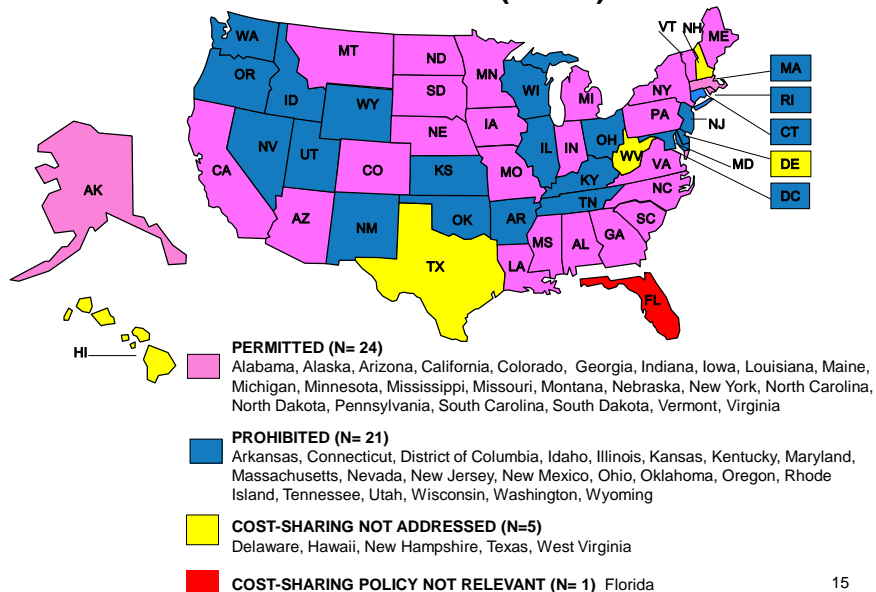 VT NH
WA
ME
MT
ND
MN
MA
OR
ID
SD
WI
NY
RI
WY
MI
PA
NJ
CT
IA
NE
NV
UT
IL
IN
OH
WV
DE
CA
CO
KS
MO
VA
MD
KY
DC
AK
NC
TN
AZ
NM
OK
AR
SC
MS
AL
GA
TX
LA
FL
HI
PERMITTED (N= 24)
Alabama, Alaska, Arizona, California, Colorado, Georgia, Indiana, Iowa, Louisiana, Maine,
Michigan, Minnesota, Mississippi, Missouri, Montana, Nebraska, New York, North Carolina,
North Dakota, Pennsylvania, South Carolina, South Dakota, Vermont, Virginia
PROHIBITED (N= 21)
Arkansas, Connecticut, District of Columbia, Idaho, Illinois, Kansas, Kentucky, Maryland,
Massachusetts, Nevada, New Jersey, New Mexico, Ohio, Oklahoma, Oregon, Rhode
Island, Tennessee, Utah, Wisconsin, Washington, Wyoming
COST-SHARING NOT ADDRESSED (N=5)
Delaware, Hawaii, New Hampshire, Texas, West Virginia
COST-SHARING POLICY NOT RELEVANT (N= 1) Florida
15